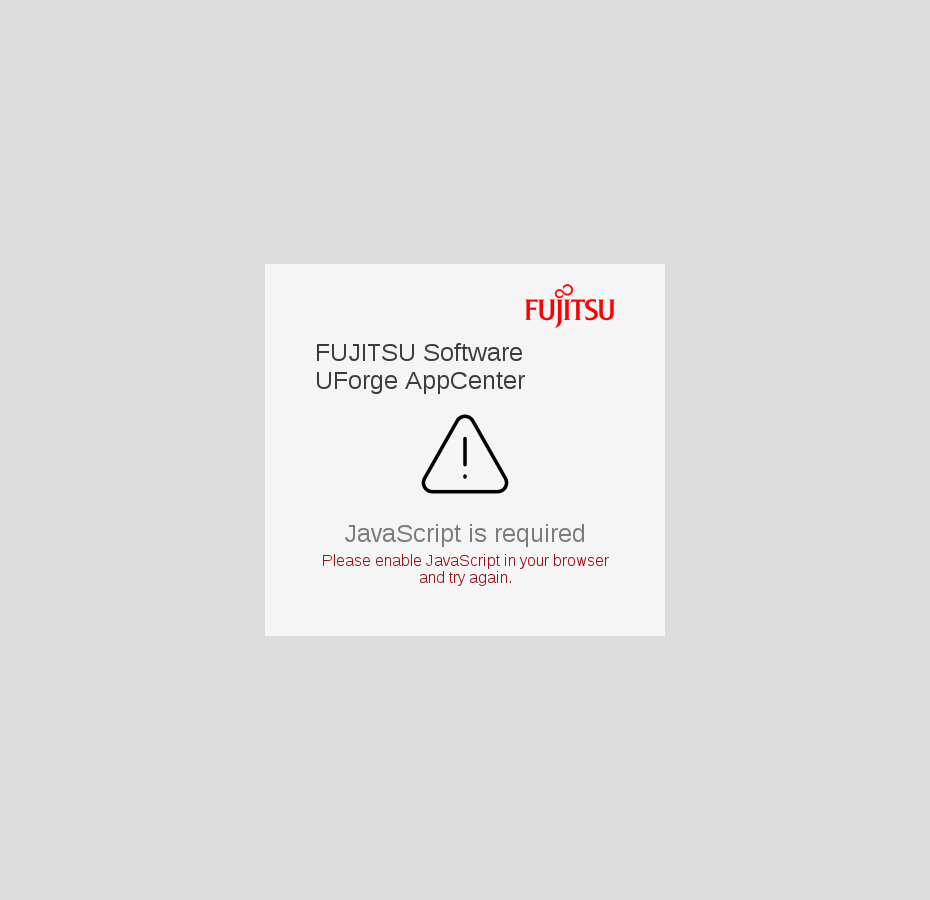 FUJITSU
FUJITSU Software
UForge AppCenter
JavaScript is required
Please enable JavaScript in your browser
and try again.